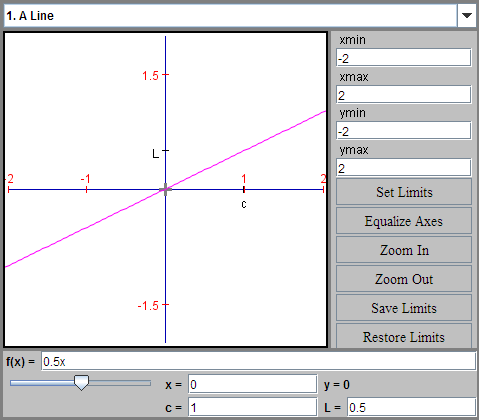 1. A Line
xmin
-2
xmax
2
ymin
-2
ymax
2
Set Limits
Equalize Axes
Zoom In
Zoom Out
Save Limits
Restore Limits
1.5
L
-2 -1 1 2
c
-1.5
f(x) = 0.5x
x = 0 y = 0
c = 1 L = 0.5